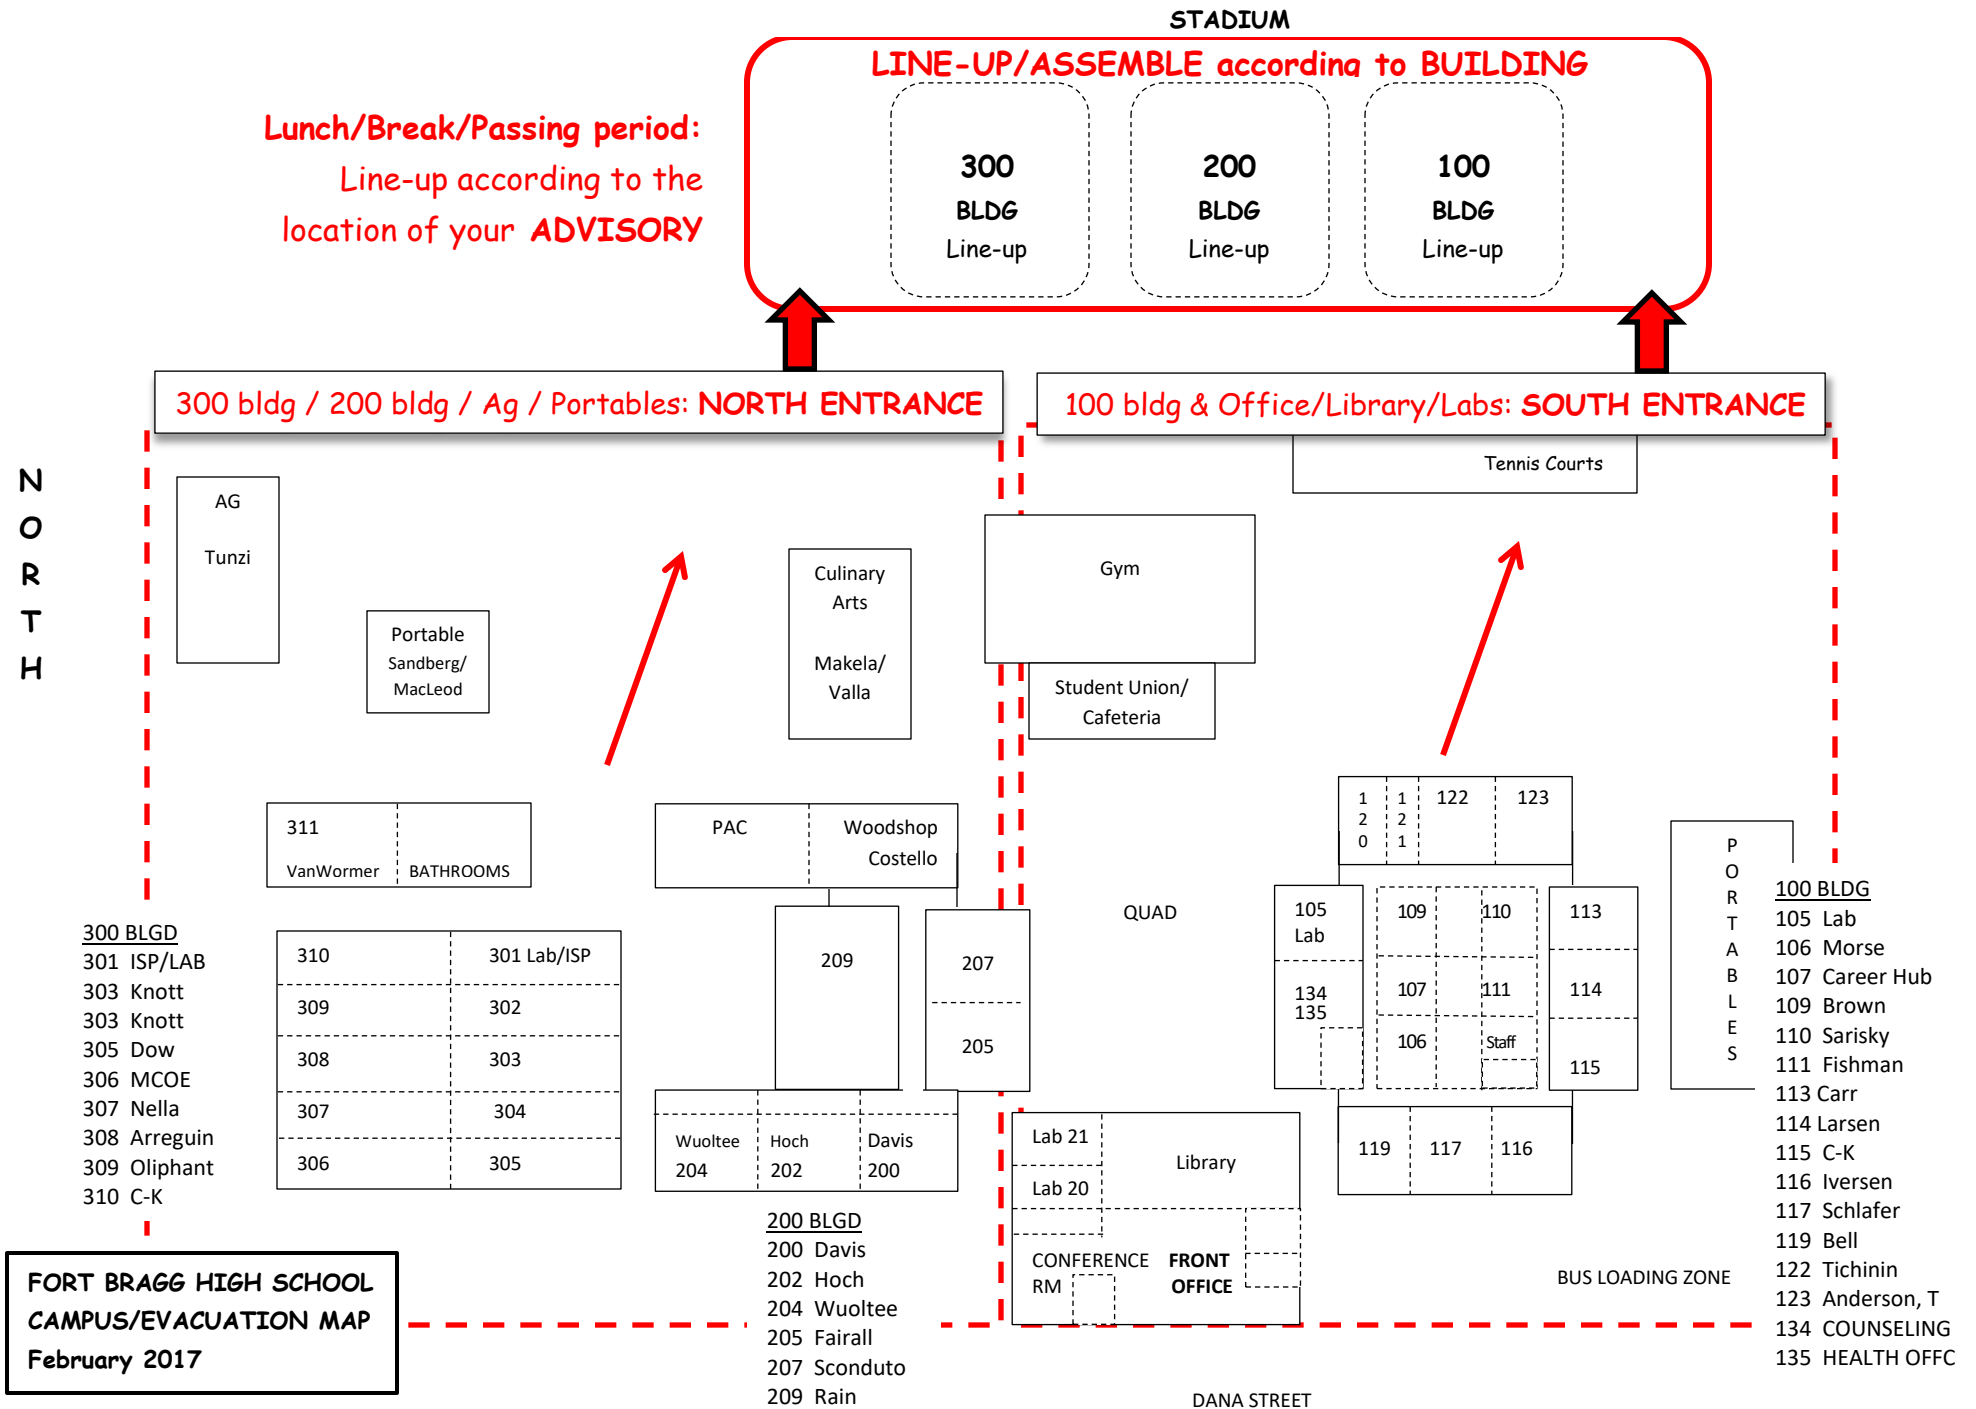 STADIUM
LINE-UP/ASSEMBLE according to BUILDING
Lunch/Break/Passing period:
Line-up according to the
location of your ADVISORY
300
BLDG
Line-up
200
BLDG
Line-up
100
BLDG
Line-up
300 bldg / 200 bldg / Ag / Portables: NORTH ENTRANCE
100 bldg & Office/Library/Labs: SOUTH ENTRANCE
NORTH
AG
Tunzi
Portable
Sandberg/
MacLeod
Culinary
Arts
Makela/
Valla
Gym
Student Union/
Cafeteria
Tennis Courts
311
VanWormer
BATHROOMS
PAC
Woodshop
Costello
209
207
205
310
301 Lab/ISP
309
302
308
303
307
304
306
305
Wuoltee
204
Hoch
202
Davis
200
QUAD
120
121
122
123
105
Lab
134
135
109
110
107
111
106
Staff
113
114
115
119
117
116
PORTABLES
Lab 21
Lab 20
Library
CONFERENCE
RM
FRONT
OFFICE
BUS LOADING ZONE
DANA STREET
300 BLGD
301 ISP/LAB
303 Knott
303 Knott
305 Dow
306 MCOE
307 Nella
308 Arreguin
309 Oliphant
310 C-K
200 BLGD
200 Davis
202 Hoch
204 Wuoltee
205 Fairall
207 Sconduto
209 Rain
100 BLDG
105 Lab
106 Morse
107 Career Hub
109 Brown
110 Sarisky
111 Fishman
113 Carr
114 Larsen
115 C-K
116 Iversen
117 Schlafer
119 Bell
122 Tichinin
123 Anderson, T
134 COUNSELING
135 HEALTH OFFC
FORT BRAGG HIGH SCHOOL
CAMPUS/EVACUATION MAP
February 2017